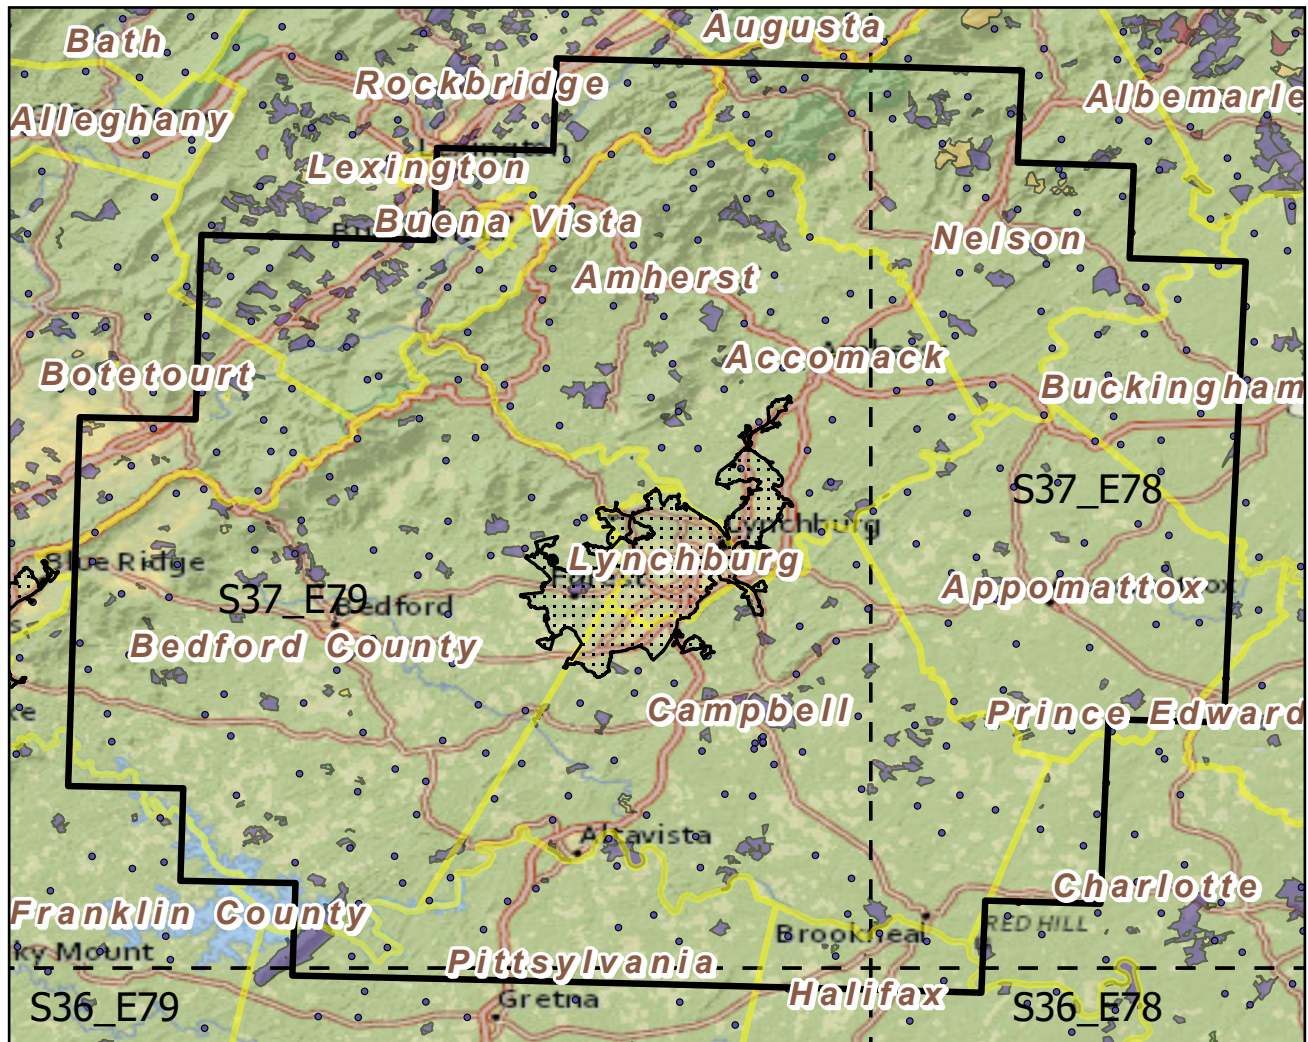 Augusta
Bath
Rockbridge
Albemarle
Alleghany
Lexington
Buena Vista
Nelson
Amherst
Accomack
Botetourt
Buckingham
S37_E78
Lynchburg
Lynchburg
Blue Ridge
Appomattox
S37_E79
Bedford
Bedford County
Campbell
Prince Edward
Altavista
Charlotte
Franklin County
RED HILL
Brookneal
ky Mount
Pittsylvania
Halifax
Gretna
S36_E79
S36_E78